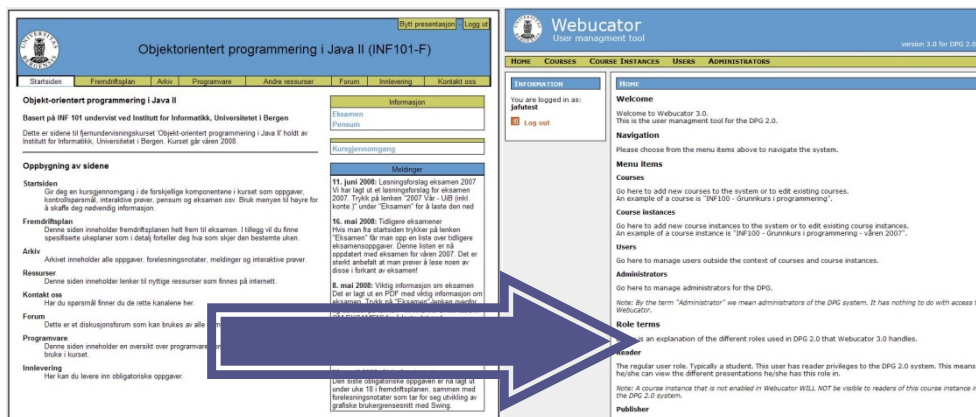 Bytt presentasjon - Logg ut
Objektorientert programmering i Java II (INF101-F)
Startsiden Fremdriftsplan Arkiv Programvare Andre ressurser Forum Innlevering Kontakt oss
Objekt-orientert programmering i Java II
Basert på INF 101 undervist ved Institutt for Informatikk, Universitetet i Bergen
Dette er sidene til fjernundervisningskurset 'Objekt-orientert programmering i Java II' holdt av
Institutt for Informatikk, Universitetet i Bergen. Kurset går våren 2008.
Oppbygning av sidene
Startsiden
Gir deg en kursgjennomgang i de forskjellige komponentene i kurset som oppgaver,
kontrollspørsmål, interaktive prøver, pensum og eksamen osv. Bruk menyen til høyre for
å skaffe deg nødvendig informasjon.
Fremdriftsplan
Denne siden inneholder fremdriftsplanen helt frem til eksamen. I tillegg vil du finne
spesifiserte ukeplaner som i detalj forteller deg hva som skjer den bestemte uken.
Arkiv
Arkivet inneholder alle oppgaver, forelesningsnotater, meldinger og interaktive prøver.
Ressurser
Denne siden inneholder lenker til nyttige ressurser som finnes på internett.
Kontakt oss
Har du spørsmål finner du de rette kanalene her.
Forum
Dette er et diskusjonsforum som kan brukes av alle
Programvare
Denne siden inneholder en oversikt over programvare
bruke i kurset.
Innlevering
Her kan du levere inn obligatoriske oppgaver.
Informasjon
Eksamen
Pensum
Kursgjennomgang
Meldinger
11. juni 2008: Løsningsforslag eksamen 2007
Vi har lagt ut et løsningsforslag for eksamen
2007. Trykk på lenken "2007 Vår - UiB (inkl.
konte.)" under "Eksamen" for å laste den ned
16. mai 2008: Tidligere eksamener
Hvis man fra startsiden trykker på lenken
"Eksamen" får man opp en liste over tidligere
eksamensoppgaver. Denne listen er nå
oppdatert med eksamen for våren 2007. Det er
sterkt anbefalt at man prøver å løse noen av
disse i forkant av eksamen!
8. mai 2008: Viktig informasjon om eksamen
Det er lagt ut en PDF med viktig informasjon om
eksamen. Trykk på "Eksamen"-lenken ovenfor
Den siste obligatoriske oppgaven er nå lagt ut
under uke 18 i fremdriftsplanen, sammen med
forelesningsnotater som tar for seg utvikling av
grafiske brukergrensesnitt med Swing.
Webucator
User managment tool
version 3.0 for DPG 2.0
Home Courses Course Instances Users Administrators
Information
You are logged in as:
jafutest
Log out
Home
Welcome
Welcome to Webucator 3.0.
This is the user managment tool for the DPG 2.0.
Navigation
Please choose from the menu items above to navigate the system.
Menu items
Courses
Go here to add new courses to the system or to edit existing courses.
An example of a course is "INF100 - Grunnkurs i programmering".
Course instances
Go here to add new course instances to the system or to edit existing course instances.
An example of a course instance is "INF100 - Grunnkurs i programmering - våren 2007".
Users
Go here to manage users outside the context of courses and course instances.
Administrators
Go here to manage administrators for the DPG.
Note: By the term "Administrator" we mean administrators of the DPG system. It has nothing to do with access t
Webucator.
Role terms
is an explanation of the different roles used in DPG 2.0 that Webucator 3.0 handles.
Reader
The regular user role. Typically a student. This user has reader privileges to the DPG 2.0 system. This means
he/she can view the different presentations he/she has this role in.
Note: A course instance that is not enabled in Webucator WILL NOT be visible to readers of this course instance in
the DPG 2.0 system.
Publisher